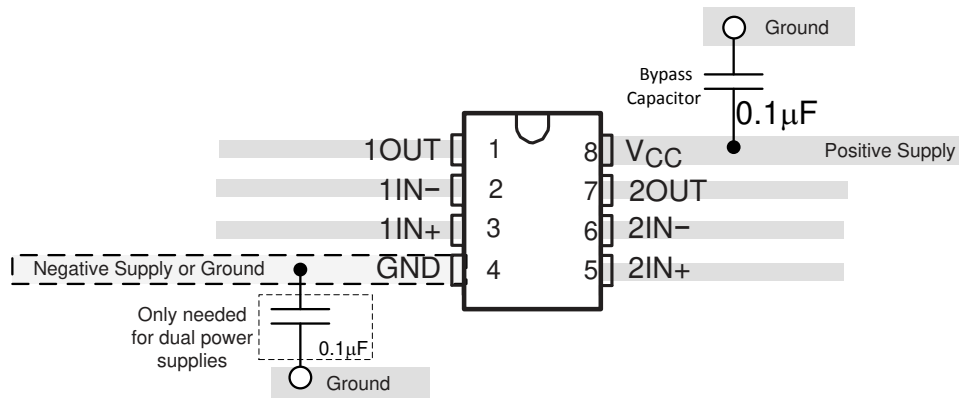 Ground
Bypass
Capacitor
0.1µF
1OUT 1 8 VCC Positive Supply
1IN− 2 7 2OUT
1IN+ 3 6 2IN-
Negative Supply or Ground GND 4 5 2IN+
Only needed
for dual power
supplies
0.1µF
Ground